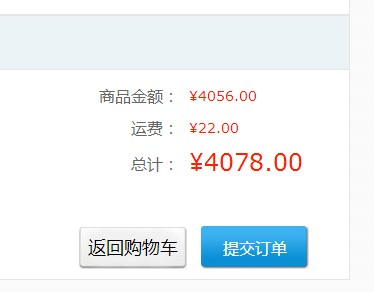 商品金额： ¥4056.00
运费： ¥22.00
总计： ¥4078.00
返回购物车 提交订单